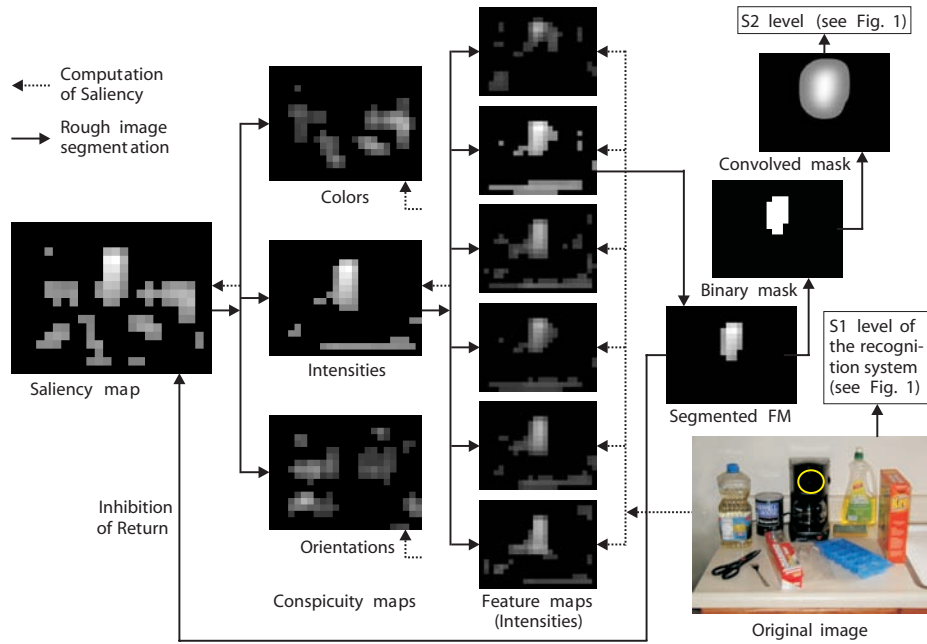 S2 level (see Fig. 1)
Computation
of Saliency
Rough image
segmentation
Colors
Convolved mask
Binary mask
Saliency map
Intensities
Segmented FM
S1 level of
the recogni-
tion system
(see Fig. 1)
Inhibition
of Return
Orientations
Conspicuity maps
Feature maps
(Intensities)
Original image